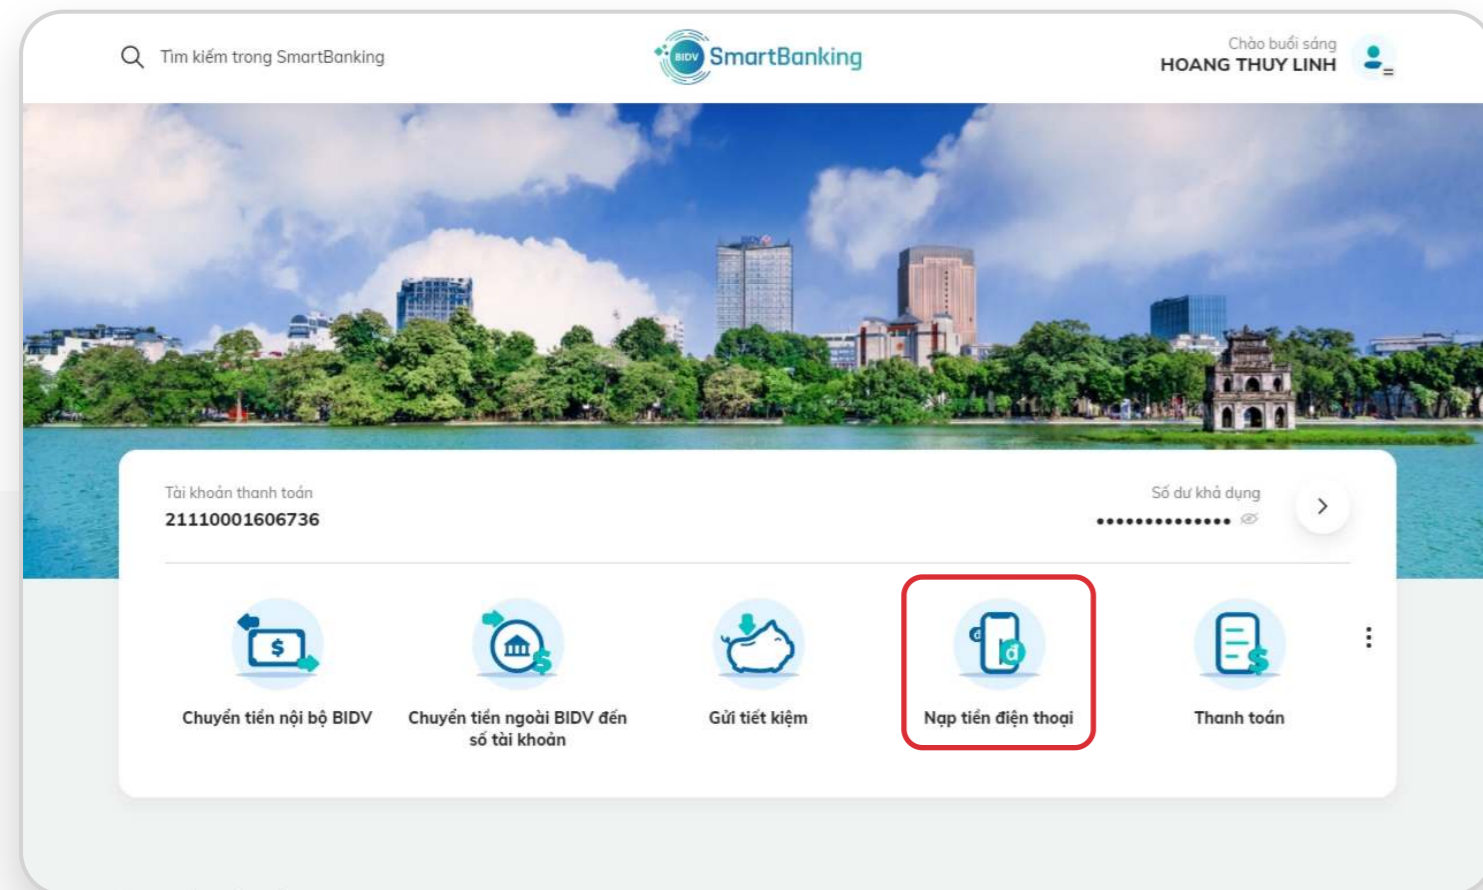 Tìm kiếm trong SmartBanking
BIDV SmartBanking
Chào buổi sáng
HOANG THUY LINH
Tài khoản thanh toán
21110001606736
Số dư khả dụng
Chuyển tiền nội bộ BIDV
Chuyển tiền ngoài BIDV đến
số tài khoản
Gửi tiết kiệm
Nạp tiền điện thoại
Thanh toán